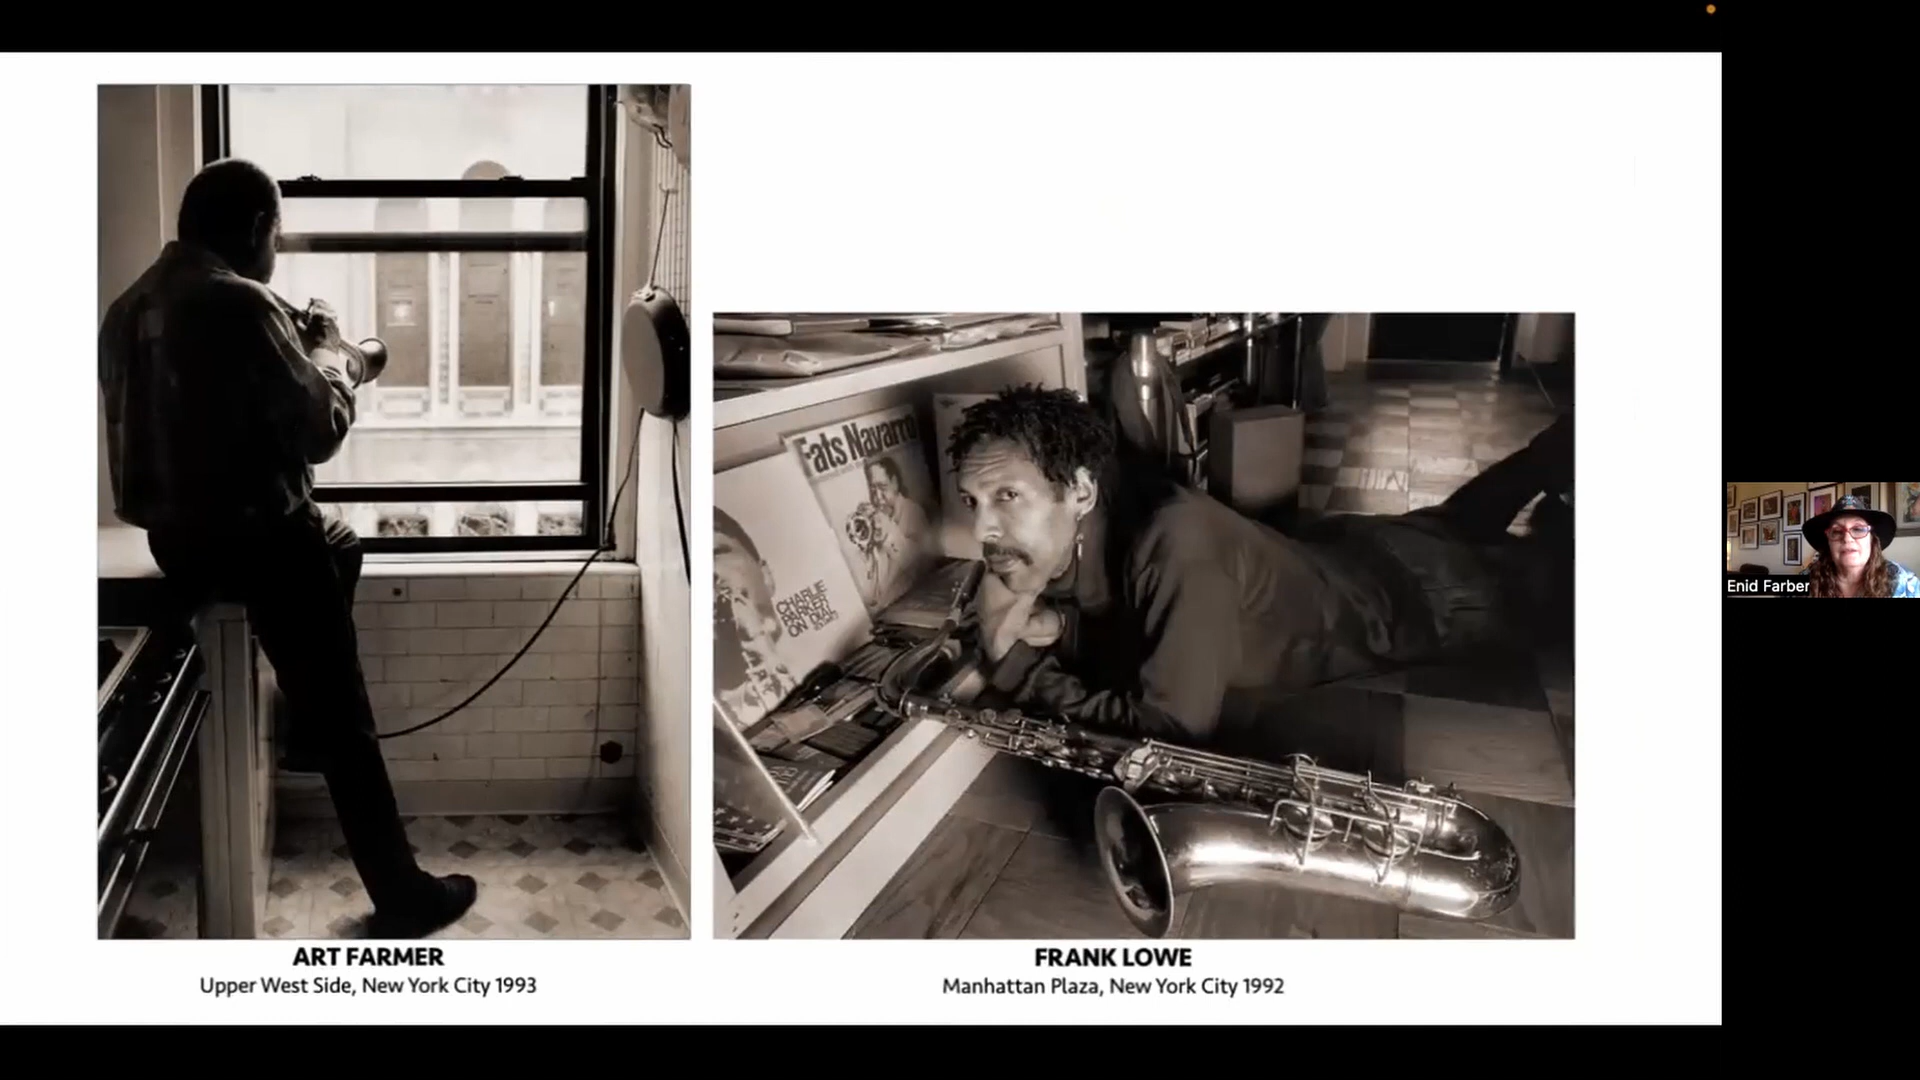 Fats Navarro
CHARLIE
PARKER
ON DIAL
ART FARMER
Upper West Side, New York City 1993
FRANK LOWE
Manhattan Plaza, New York City 1992
Enid Farber